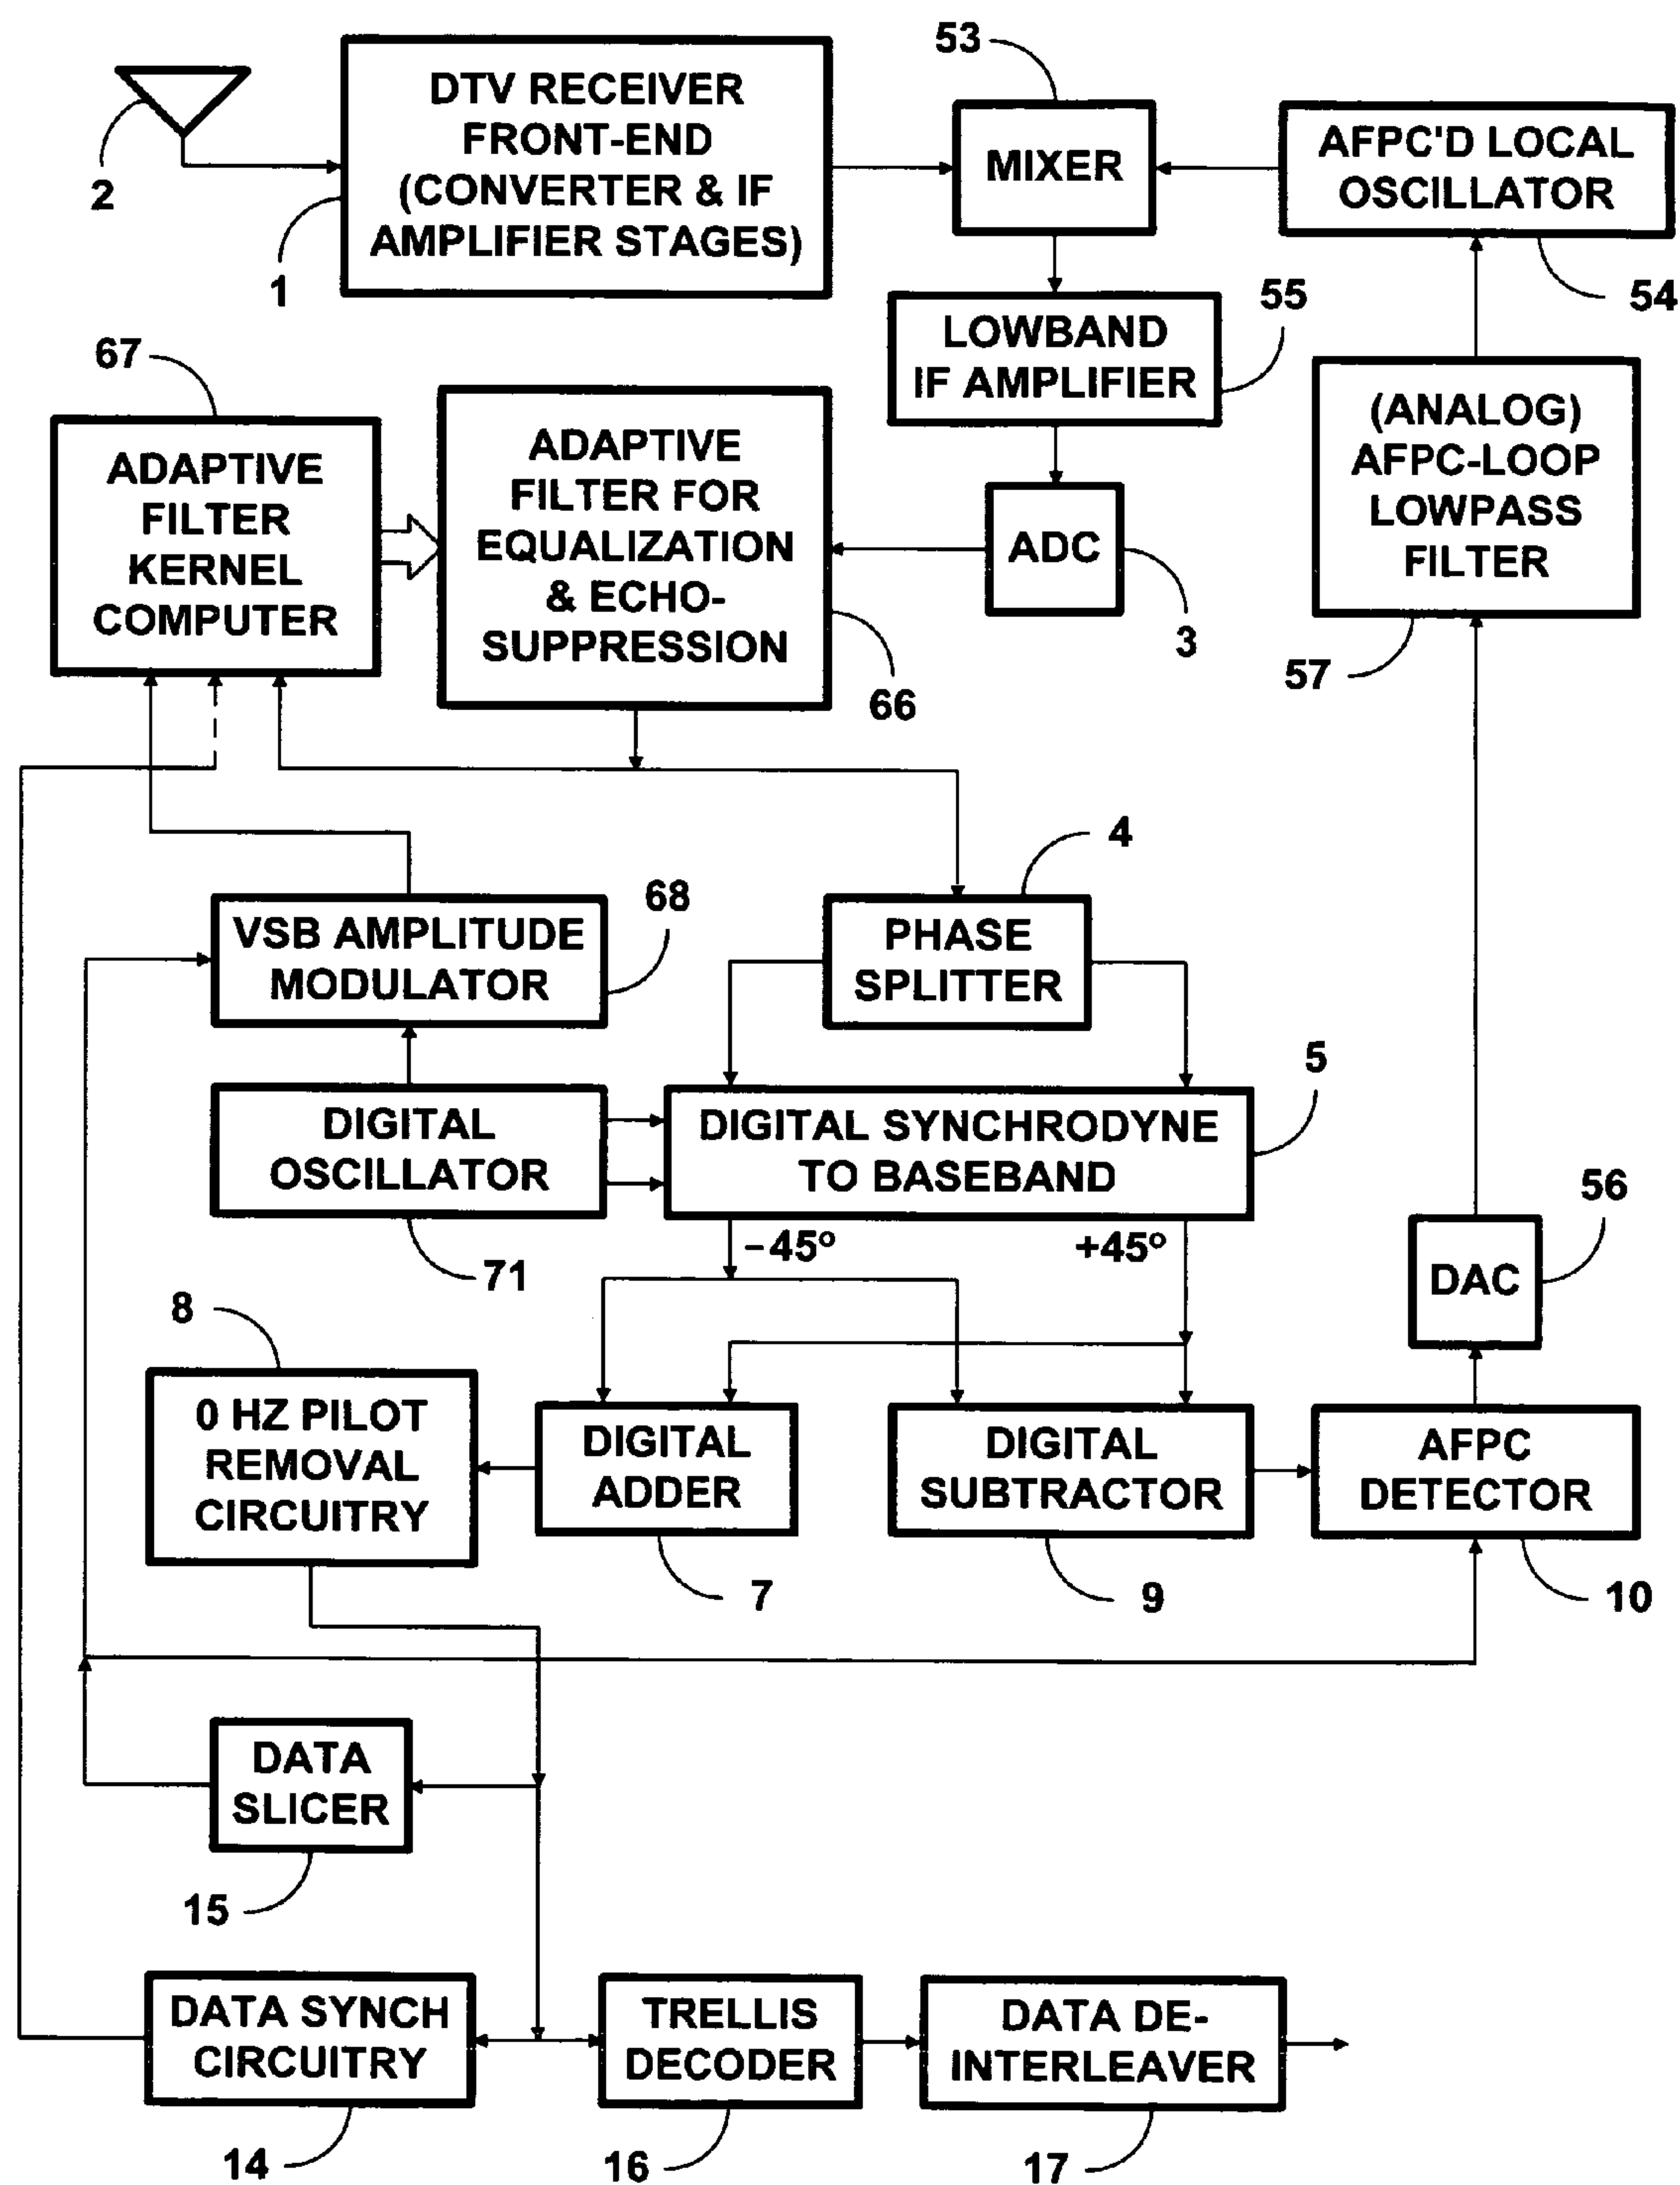 53
DTV RECEIVER
FRONT-END
(CONVERTER & IF
AMPLIFIER STAGES)
MIXER
AFPC'D LOCAL
OSCILLATOR
2
1
54
55
LOWBAND
IF AMPLIFIER
67
ADAPTIVE
FILTER
KERNEL
COMPUTER
ADAPTIVE
FILTER FOR
EQUALIZATION
& ECHO-
SUPPRESSION
ADC
(ANALOG)
AFPC-LOOP
LOWPASS
FILTER
3
57
66
4
68
VSB AMPLITUDE
MODULATOR
PHASE
SPLITTER
5
DIGITAL
OSCILLATOR
DIGITAL SYNCHRODYNE
TO BASEBAND
56
–45°
+45°
71
DAC
8
0 HZ PILOT
REMOVAL
CIRCUITRY
DIGITAL
ADDER
DIGITAL
SUBTRACTOR
AFPC
DETECTOR
7
9
10
DATA
SLICER
15
DATA SYNCH
CIRCUITRY
TRELLIS
DECODER
DATA DE-
INTERLEAVER
14
16
17